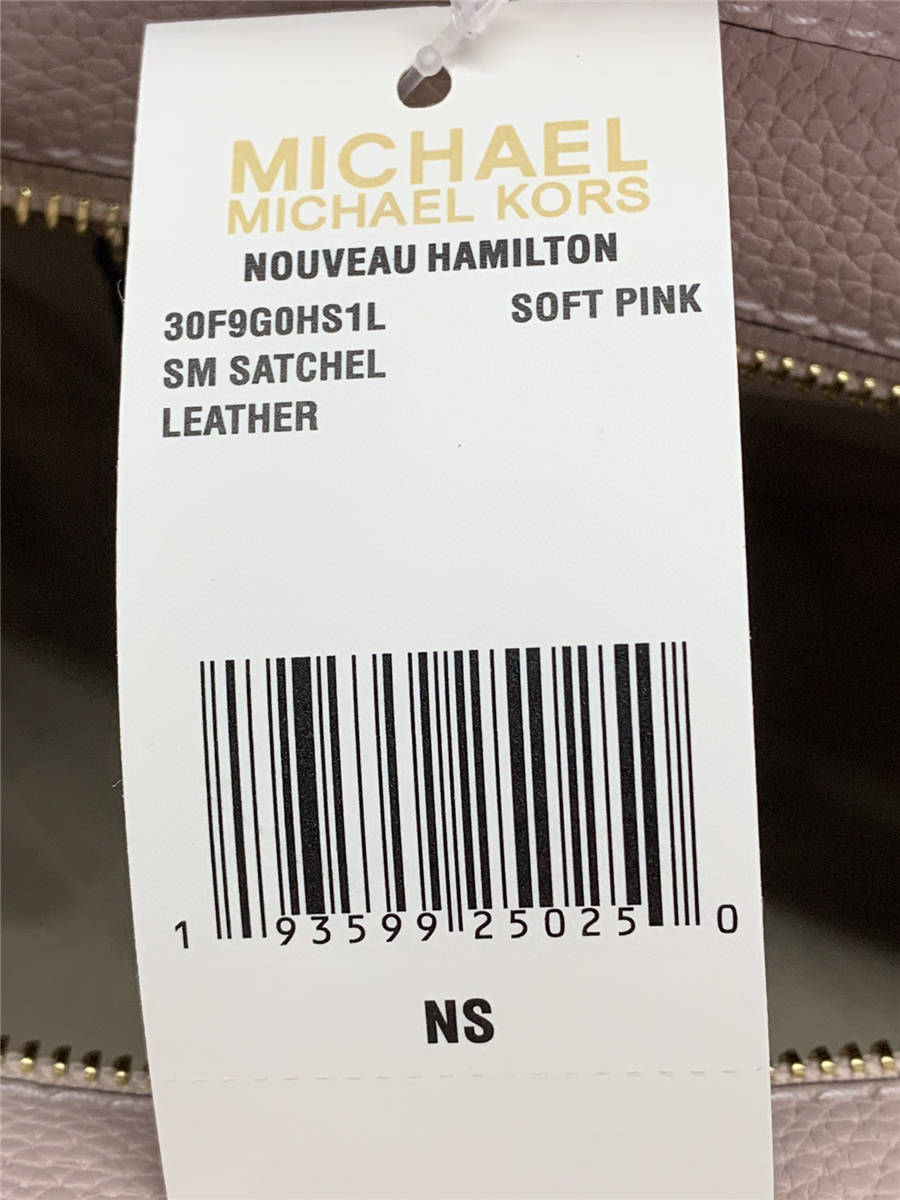 MICHAEL
MICHAEL KORS
NOUVEAU HAMILTON
30F9G0HS1L SOFT PINK
SM SATCHEL
LEATHER
1 93599 25025 0
NS